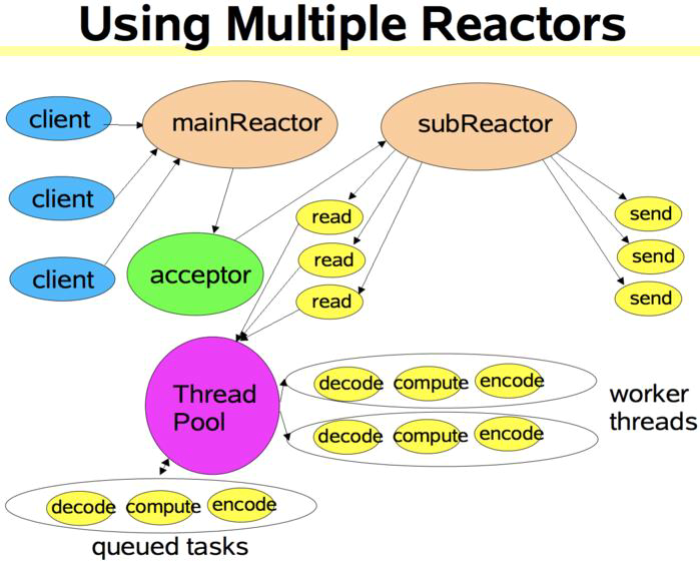 Using Multiple Reactors
client
mainReactor
subReactor
client
client
acceptor
read
read
read
send
send
send
Thread
Pool
decode compute encode
decode compute encode
worker
threads
decode compute encode
queued tasks